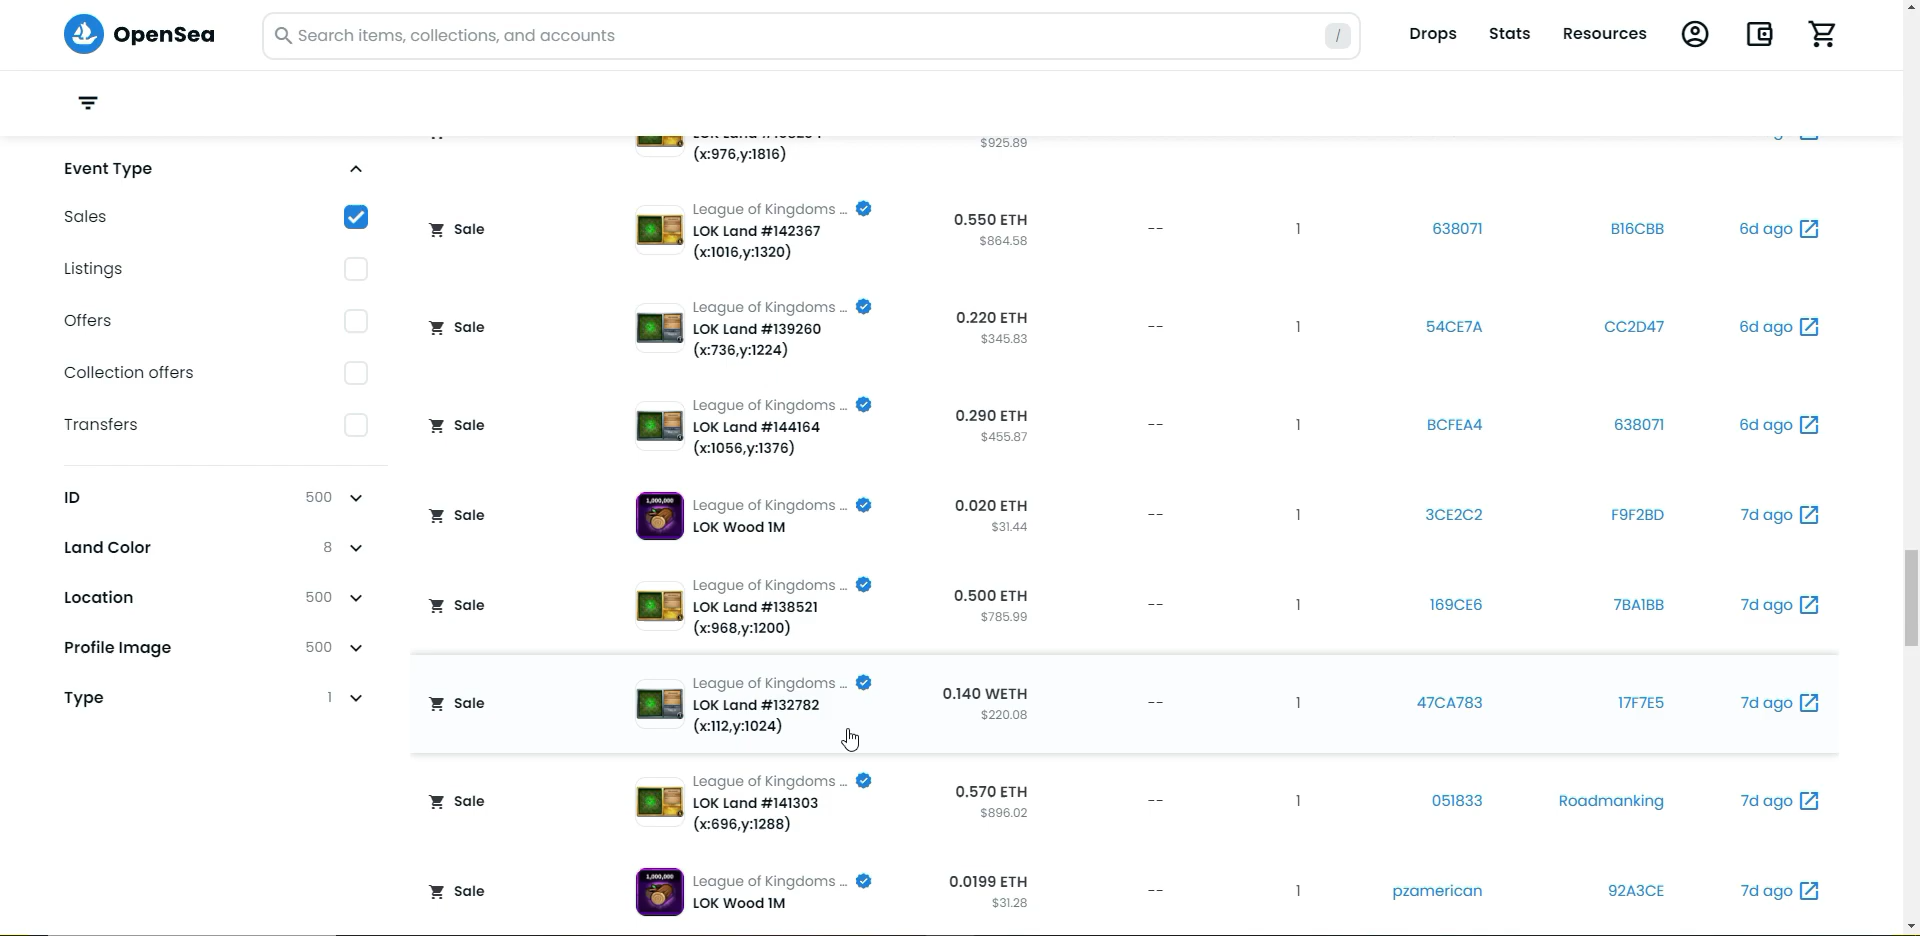 OpenSea
Search items, collections, and accounts
/
Drops
Stats
Resources
$925.89
(x:976,y:1816)
Event Type
Sales
Listings
Offers
Collection offers
Transfers
ID 500
Land Color 8
Location 500
Profile Image 500
Type 1
Sale
League of Kingdoms ...
LOK Land #142367
(x:1016,y:1320)
0.550 ETH
$864.58
--
1
638071
B16CBB
6d ago
Sale
League of Kingdoms ...
LOK Land #139260
(x:736,y:1224)
0.220 ETH
$345.83
--
1
54CE7A
CC2D47
6d ago
Sale
League of Kingdoms ...
LOK Land #144164
(x:1056,y:1376)
0.290 ETH
$455.87
--
1
BCFEA4
638071
6d ago
Sale
1,000,000
League of Kingdoms ...
LOK Wood 1M
0.020 ETH
$31.44
--
1
3CE2C2
F9F2BD
7d ago
Sale
League of Kingdoms ...
LOK Land #138521
(x:968,y:1200)
0.500 ETH
$785.99
--
1
169CE6
7BA1BB
7d ago
Sale
League of Kingdoms ...
LOK Land #132782
(x:112,y:1024)
0.140 WETH
$220.08
--
1
47CA783
17F7E5
7d ago
Sale
League of Kingdoms ...
LOK Land #141303
(x:696,y:1288)
0.570 ETH
$896.02
--
1
051833
Roadmanking
7d ago
Sale
1,000,000
League of Kingdoms ...
LOK Wood 1M
0.0199 ETH
$31.28
--
1
pzamerican
92A3CE
7d ago